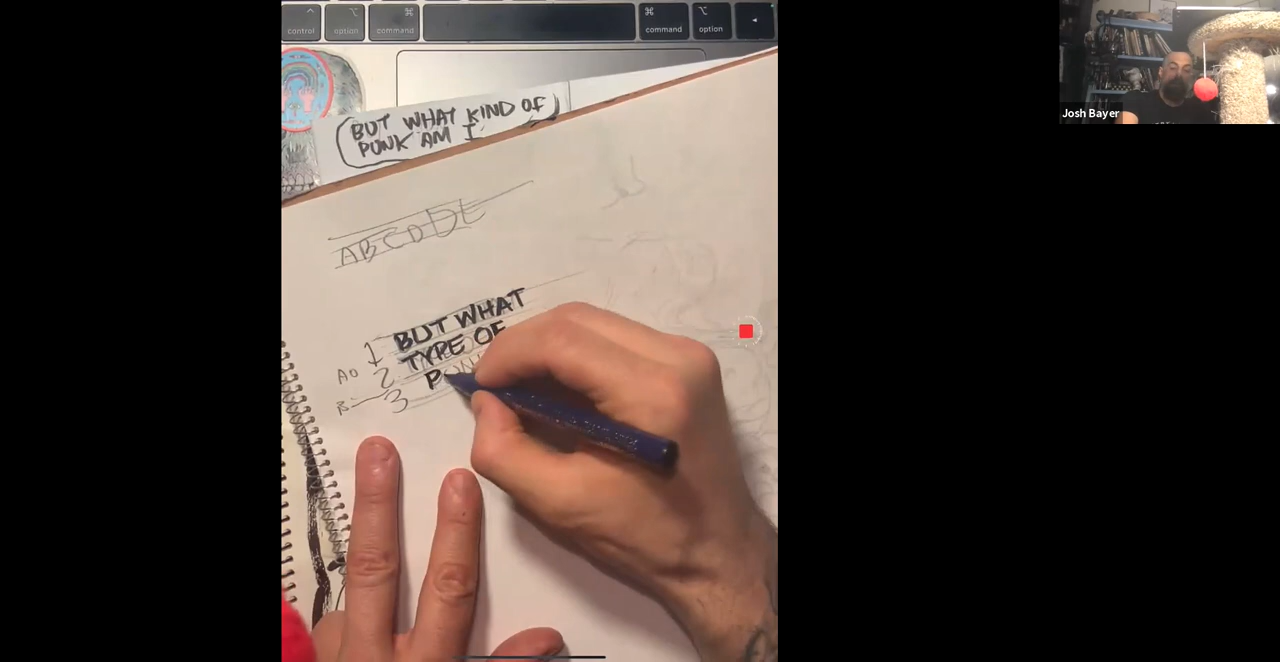 control
option
command
command
option
BUT WHAT KIND OF
PUNK AM I
ABCD
BUT WHAT
TYPE OF
1
2
3
Josh Bayer